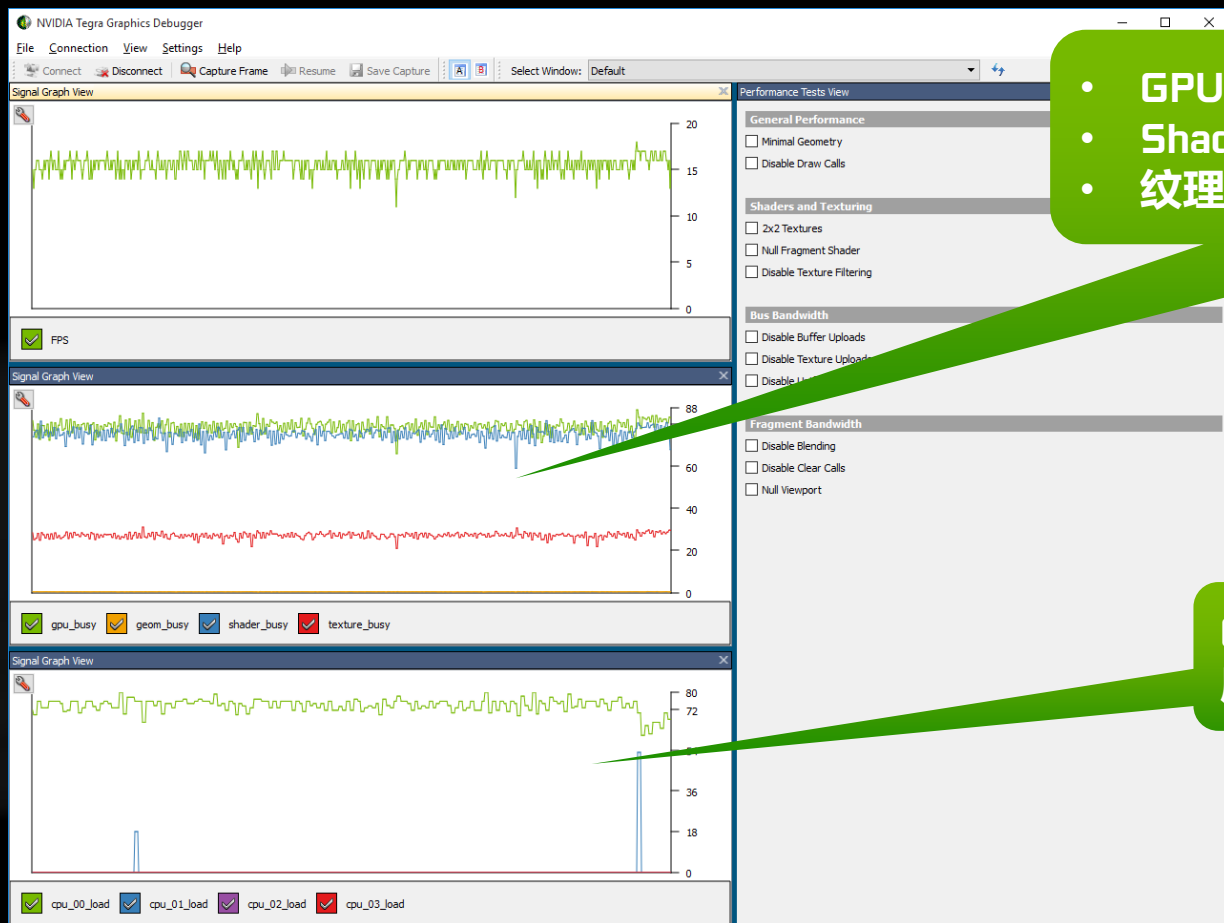 NVIDIA Tegra Graphics Debugger
File Connection View Settings Help
Connect Disconnect Capture Frame Resume Save Capture A B Select Window: Default
Signal Graph View
20
15
10
5
0
FPS
Signal Graph View
88
60
40
20
0
gpu_busy geom_busy shader_busy texture_busy
Signal Graph View
80
72
54
36
18
0
cpu_00_load cpu_01_load cpu_02_load cpu_03_load
Performance Tests View
General Performance
Minimal Geometry
Disable Draw Calls
Shaders and Texturing
2x2 Textures
Null Fragment Shader
Disable Texture Filtering
Bus Bandwidth
Disable Buffer Uploads
Disable Texture Uploads
Disable
Fragment Bandwidth
Disable Blending
Disable Clear Calls
Null Viewport
• GPU
• Shad
• 纹理